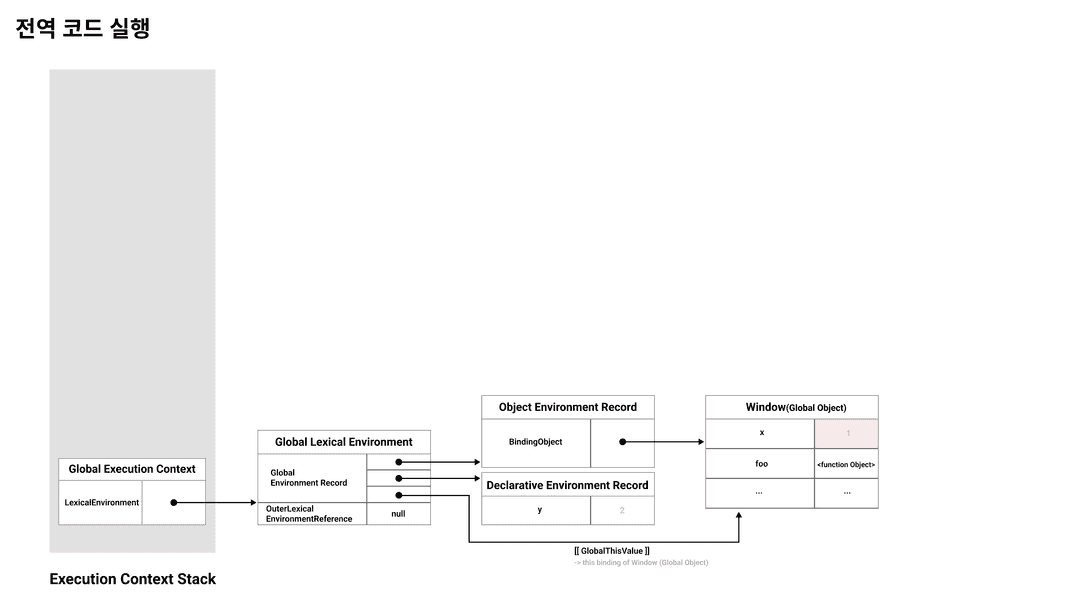 전역 코드 실행
Object Environment Record
BindingObject
Window(Global Object)
x
1
foo
<function Object>
...
...
Global Lexical Environment
Global
Environment Record
OuterLexical
EnvironmentReference
null
Declarative Environment Record
y
2
Global Execution Context
LexicalEnvironment
[[ GlobalThisValue ]]
-> this binding of Window (Global Object)
Execution Context Stack